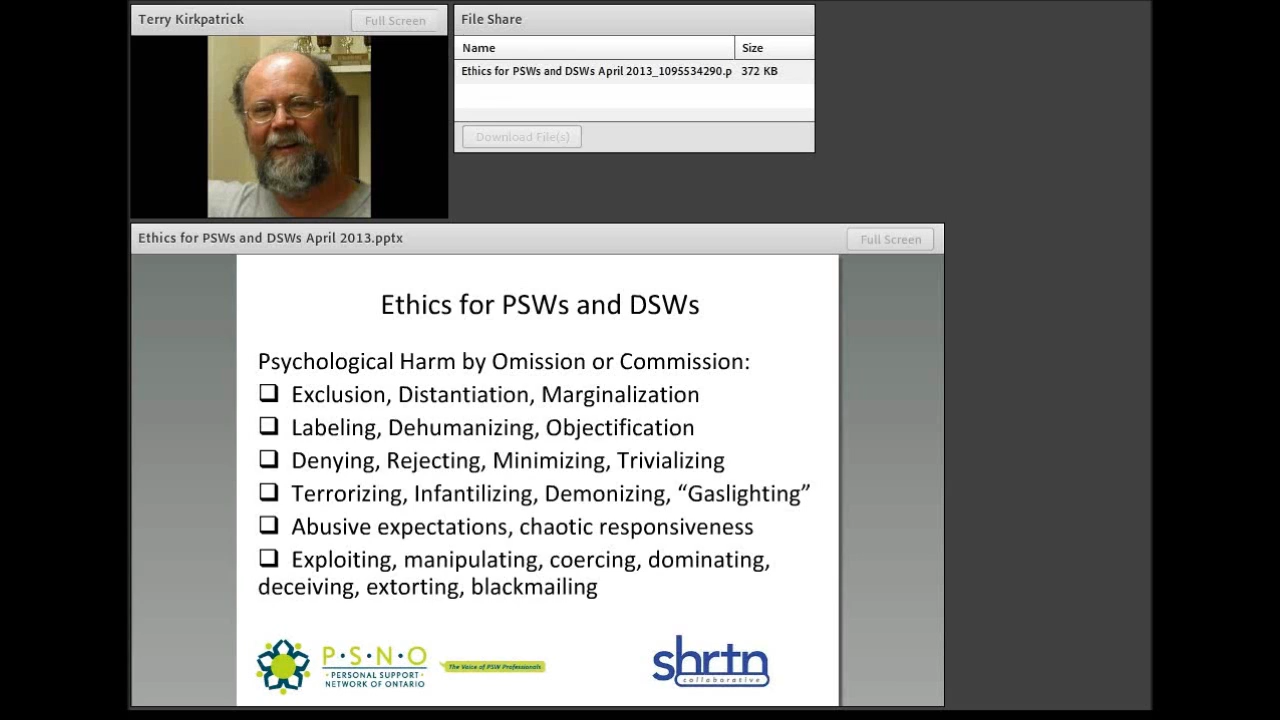 Terry Kirkpatrick
Full Screen
File Share
Name
Size
Ethics for PSWs and DSWs April 2013_1095534290.p
372 KB
Download File(s)
Ethics for PSWs and DSWs April 2013.pptx
Full Screen
Ethics for PSWs and DSWs
Psychological Harm by Omission or Commission:
❑ Exclusion, Distantiation, Marginalization
❑ Labeling, Dehumanizing, Objectification
❑ Denying, Rejecting, Minimizing, Trivializing
❑ Terrorizing, Infantilizing, Demonizing, “Gaslighting”
❑ Abusive expectations, chaotic responsiveness
❑ Exploiting, manipulating, coercing, dominating,
deceiving, extorting, blackmailing
P·S·N·O
PERSONAL SUPPORT
NETWORK OF ONTARIO
The Voice of PSW Professionals
shrtn
collaborative